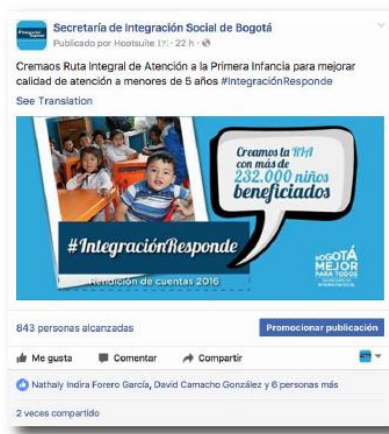 Secretaría de Integración Social de Bogotá
Publicado por Hootsuite [?] · 22 h ·
Cremaos Ruta Integral de Atención a la Primera Infancia para mejorar
calidad de atención a menores de 5 años #IntegraciónResponde
See Translation
Creamos la RIA
con más de
232.000 niños
beneficiados
#IntegraciónResponde
Rendición de cuentas 2016
BOGOTÁ
MEJOR
PARA TODOS
843 personas alcanzadas
Promocionar publicación
Me gusta Comentar Compartir
Nathaly Indira Forero García, David Camacho González y 6 personas más
2 veces compartido